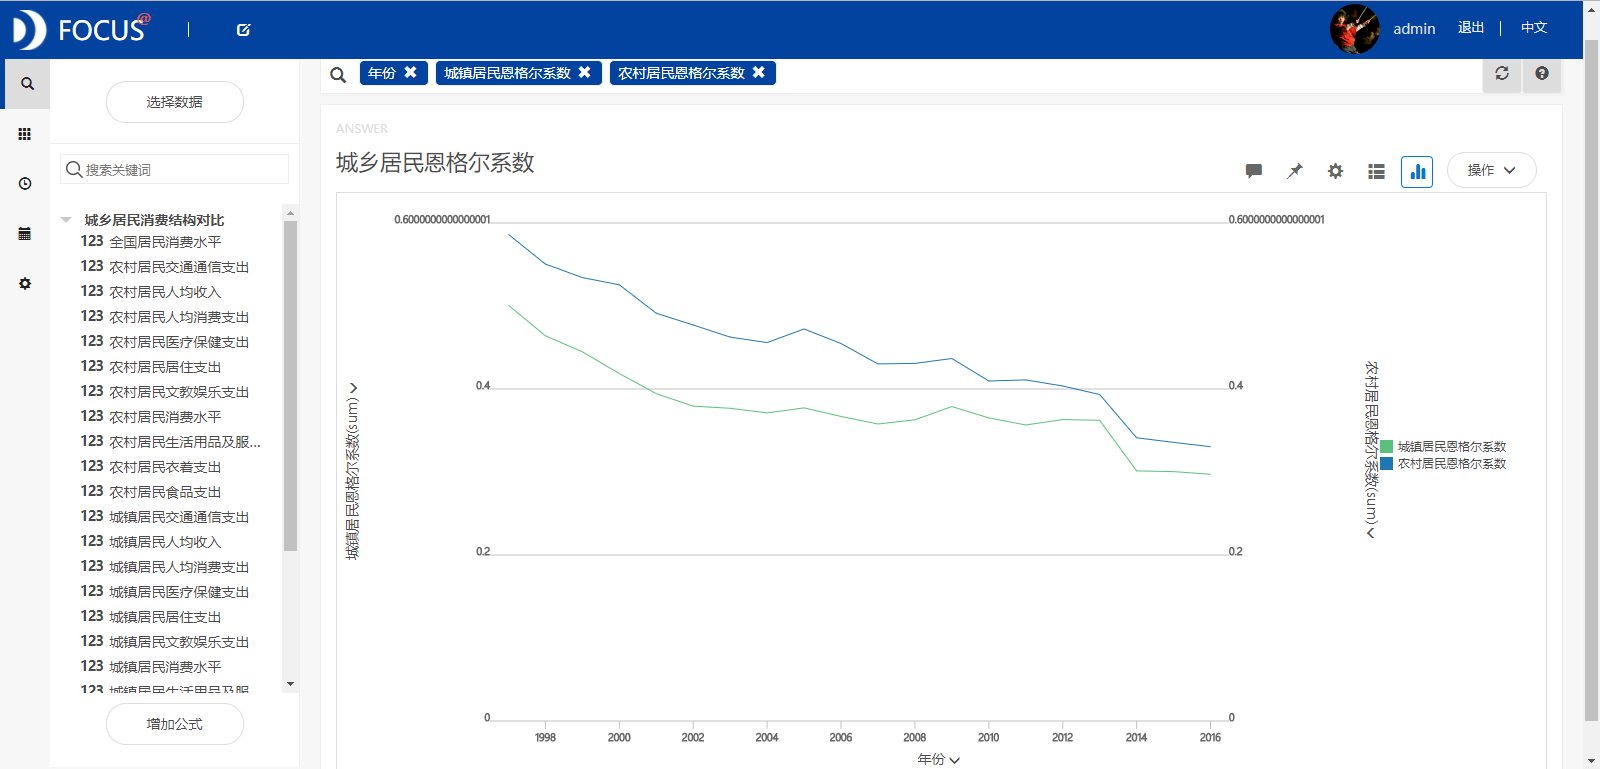 FOCUS@
admin
退出
中文
年份
城镇居民恩格尔系数
农村居民恩格尔系数
选择数据
搜索关键词
城乡居民消费结构对比
123 全国居民消费水平
123 农村居民交通通信支出
123 农村居民人均收入
123 农村居民人均消费支出
123 农村居民医疗保健支出
123 农村居民居住支出
123 农村居民文教娱乐支出
123 农村居民消费水平
123 农村居民生活用品及服...
123 农村居民衣着支出
123 农村居民食品支出
123 城镇居民交通通信支出
123 城镇居民人均收入
123 城镇居民人均消费支出
123 城镇居民医疗保健支出
123 城镇居民居住支出
123 城镇居民文教娱乐支出
123 城镇居民消费水平
123 城镇居民生活用品及服
增加公式
ANSWER
城乡居民恩格尔系数
操作
0.6000000000000001
0.4
0.2
0
城镇居民恩格尔系数(sum)
0.6000000000000001
0.4
0.2
0
农村居民恩格尔系数(sum)
城镇居民恩格尔系数
农村居民恩格尔系数
1998 2000 2002 2004 2006 2008 2010 2012 2014 2016
年份